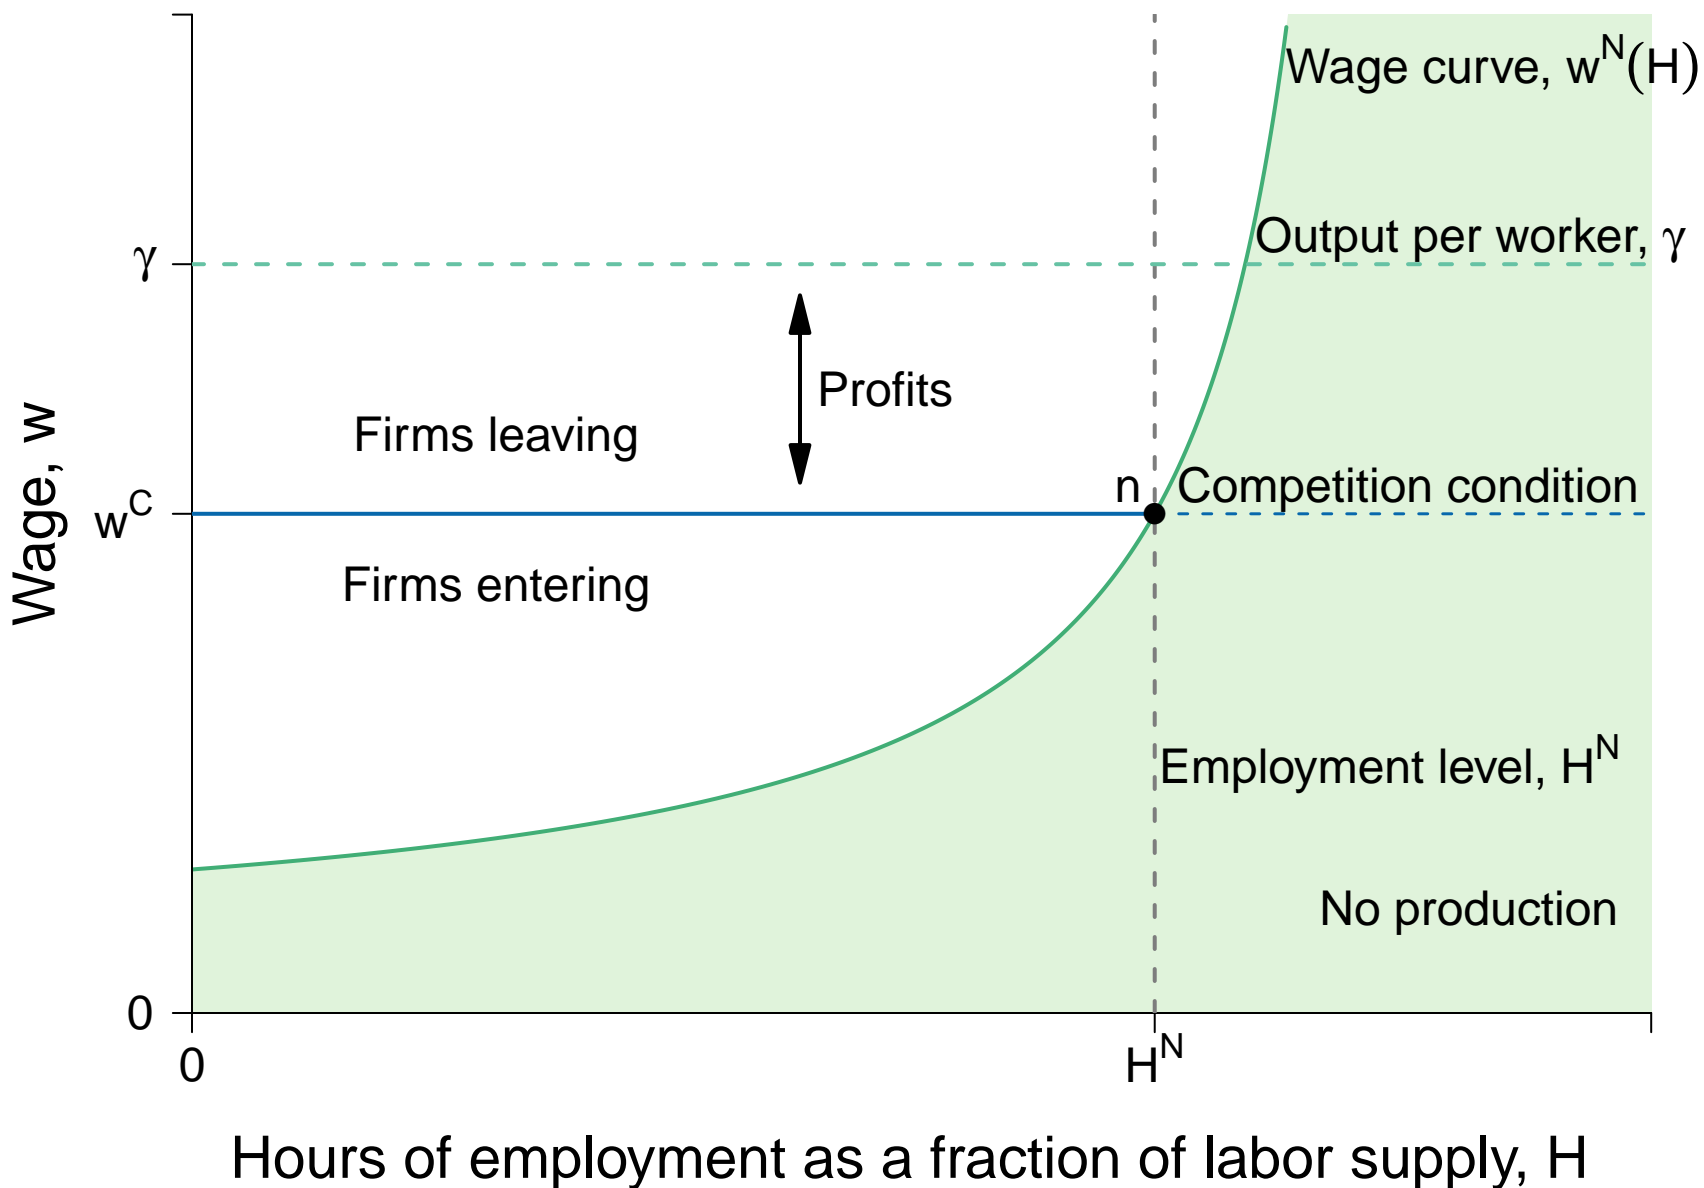 Wage curve, w^N(H)
Output per worker, γ
γ
Profits
Firms leaving
n
Competition condition
w^C
Firms entering
Employment level, H^N
No production
0
0
H^N
Wage, w
Hours of employment as a fraction of labor supply, H